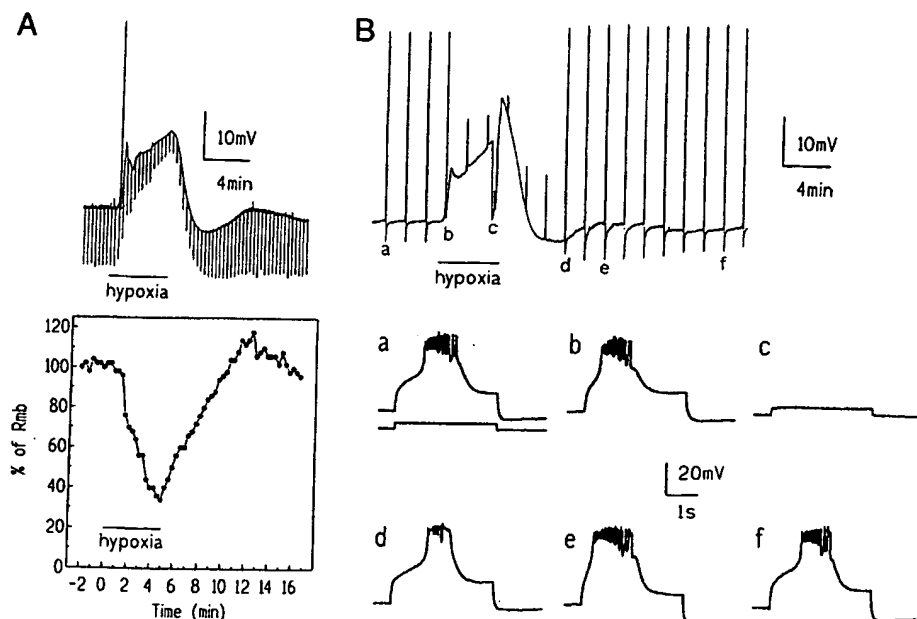 A
10mV
4min
hypoxia
% of Rmb
120
100
80
60
40
20
0
hypoxia
-2 0 2 4 6 8 10 12 14 16
Time (min)
B
10mV
4min
a
b
c
d
e
f
hypoxia
a
b
c
20mV
1s
d
e
f